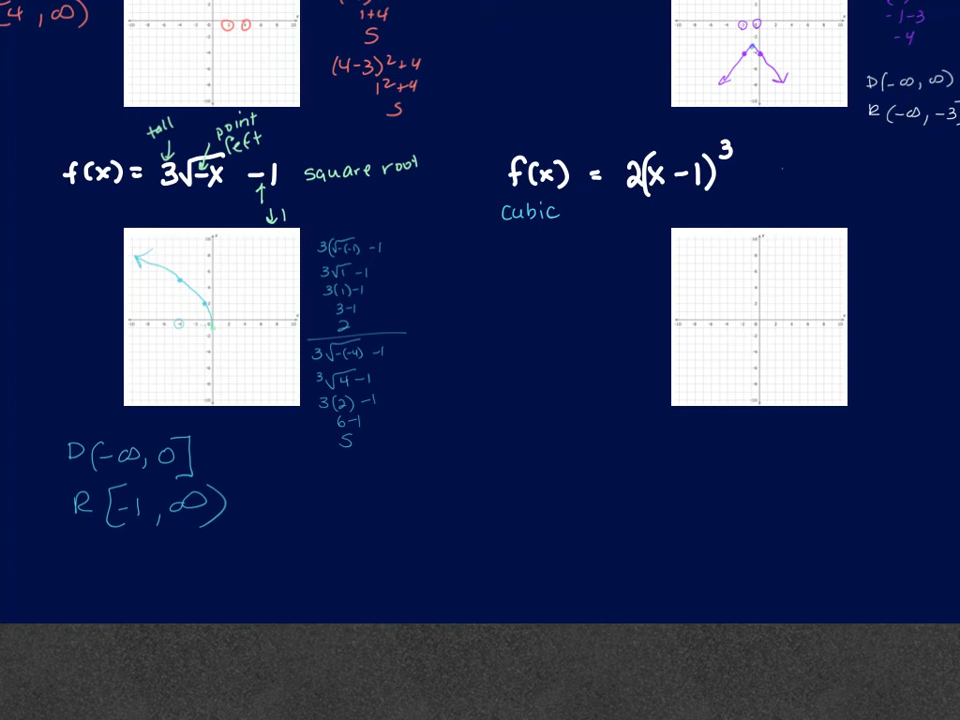 [4, ∞)
1+4
5
(4-3)²+4
1²+4
5
-1-3
-4
D(-∞, ∞)
R(-∞, -3]
tall
point left
f(x) = 3√-x -1
square root
↓1
3(√-(-1) -1
3√1 -1
3(1)-1
3-1
2
3√-(-4) -1
3√4 -1
3(2) -1
6-1
5
D(-∞, 0]
R[-1, ∞)
f(x) = 2(x-1)³
cubic